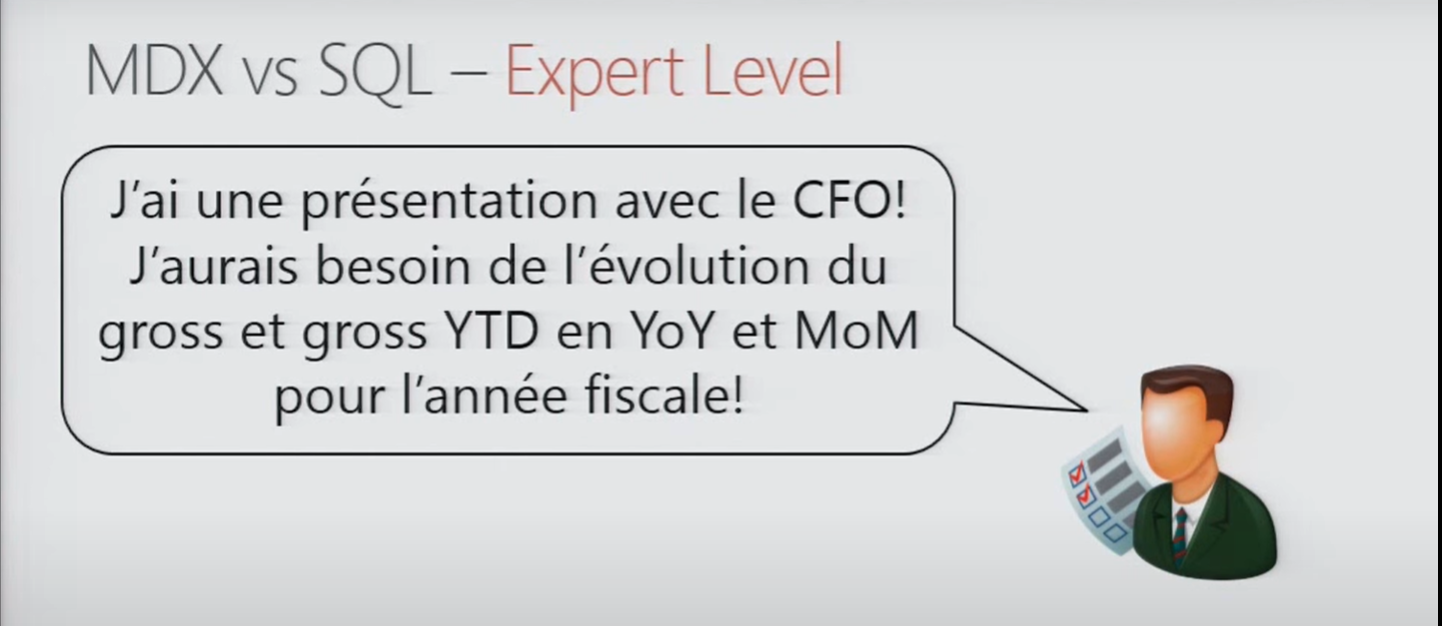 MDX vs SQL – Expert Level
J'ai une présentation avec le CFO!
J'aurais besoin de l'évolution du
gross et gross YTD en YoY et MoM
pour l'année fiscale!